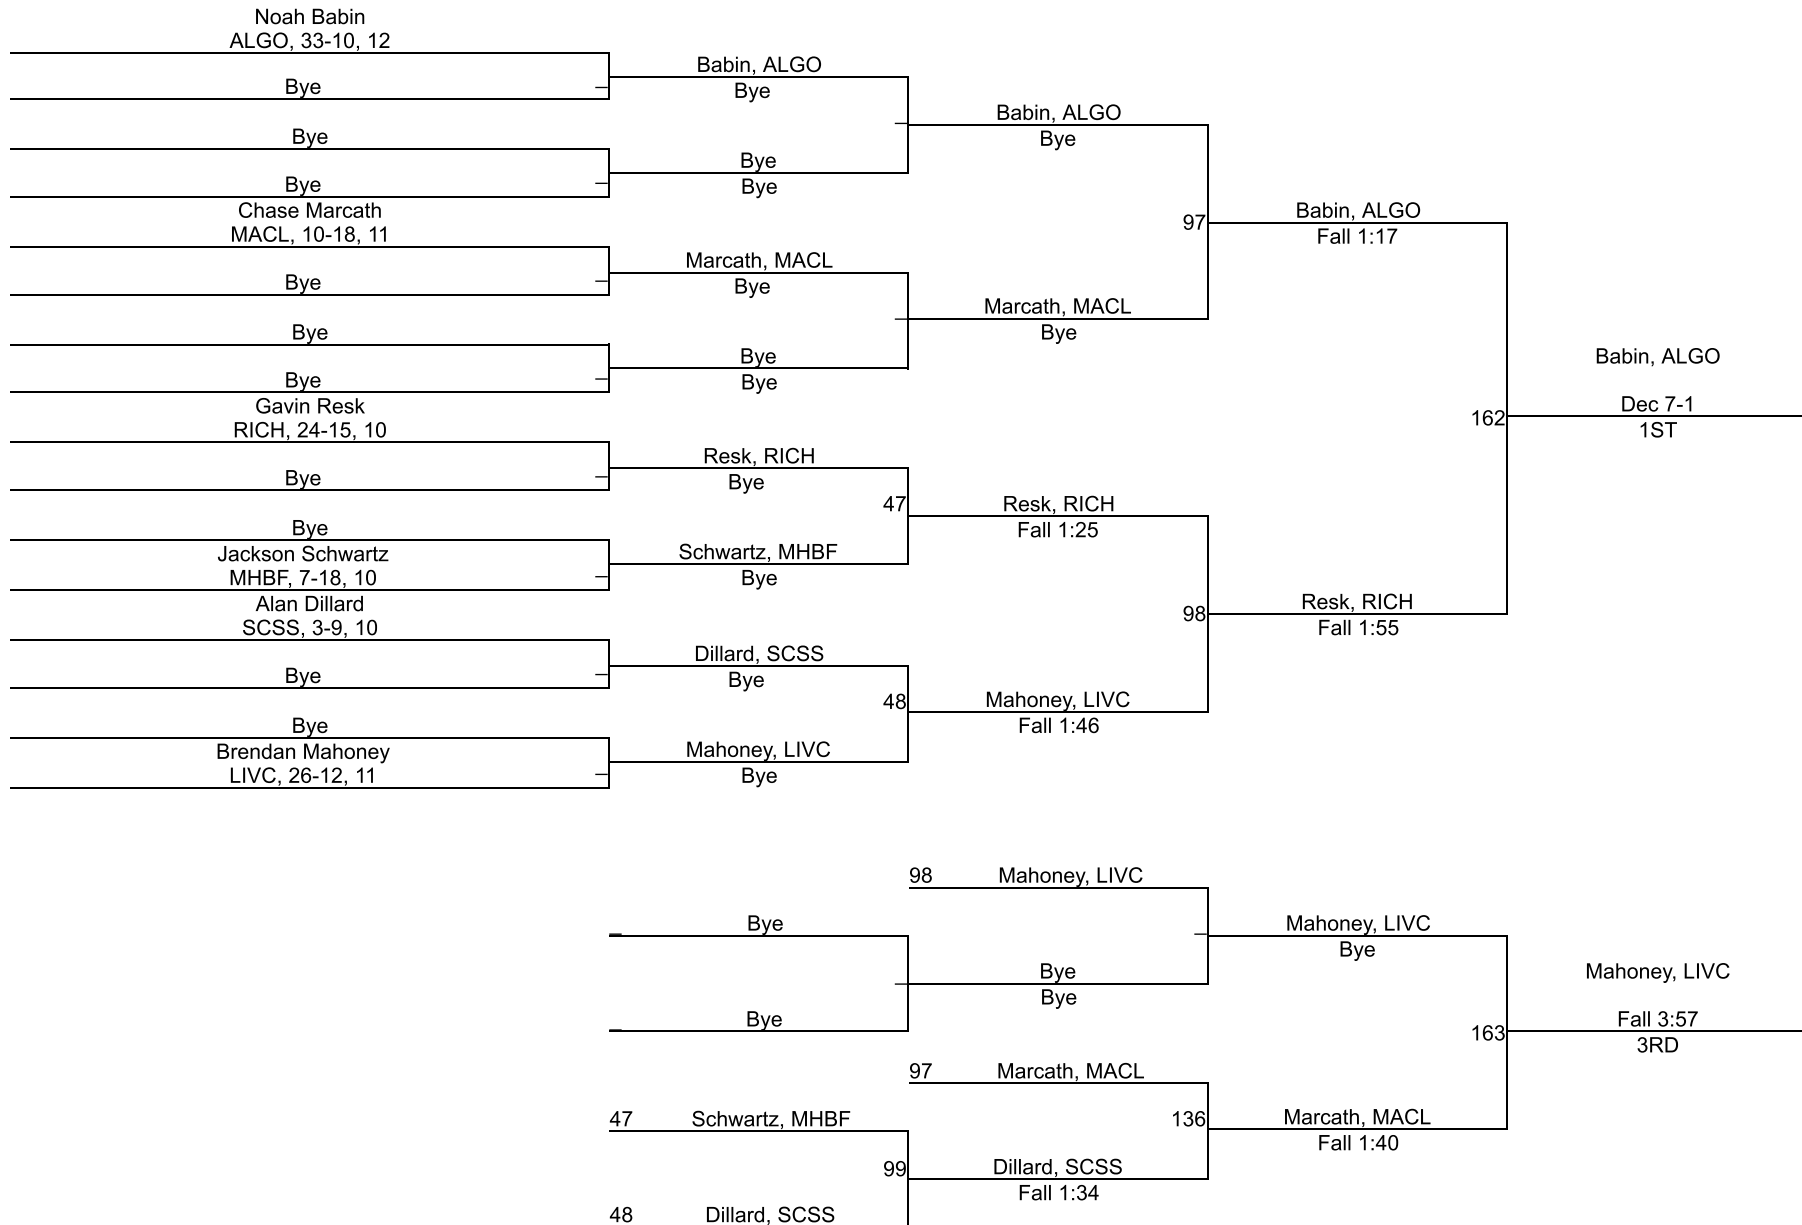 Noah Babin
ALGO, 33-10, 12
Bye
Bye
Bye
Chase Marcath
MACL, 10-18, 11
Bye
Bye
Bye
Gavin Resk
RICH, 24-15, 10
Bye
Bye
Jackson Schwartz
MHBF, 7-18, 10
Alan Dillard
SCSS, 3-9, 10
Bye
Bye
Brendan Mahoney
LIVC, 26-12, 11
Babin, ALGO
Bye
Bye
Bye
Marcath, MACL
Bye
Bye
Bye
Resk, RICH
Bye
47
Schwartz, MHBF
Bye
Dillard, SCSS
Bye
48
Mahoney, LIVC
Bye
Babin, ALGO
Bye
97
Marcath, MACL
Bye
Resk, RICH
Fall 1:25
98
Mahoney, LIVC
Fall 1:46
Babin, ALGO
Fall 1:17
162
Resk, RICH
Fall 1:55
Babin, ALGO
Dec 7-1
1ST
98 Mahoney, LIVC
Bye
Bye
Bye
Bye
Mahoney, LIVC
Bye
97 Marcath, MACL
47 Schwartz, MHBF
99
48 Dillard, SCSS
136
Dillard, SCSS
Fall 1:34
Marcath, MACL
Fall 1:40
163
Mahoney, LIVC
Fall 3:57
3RD